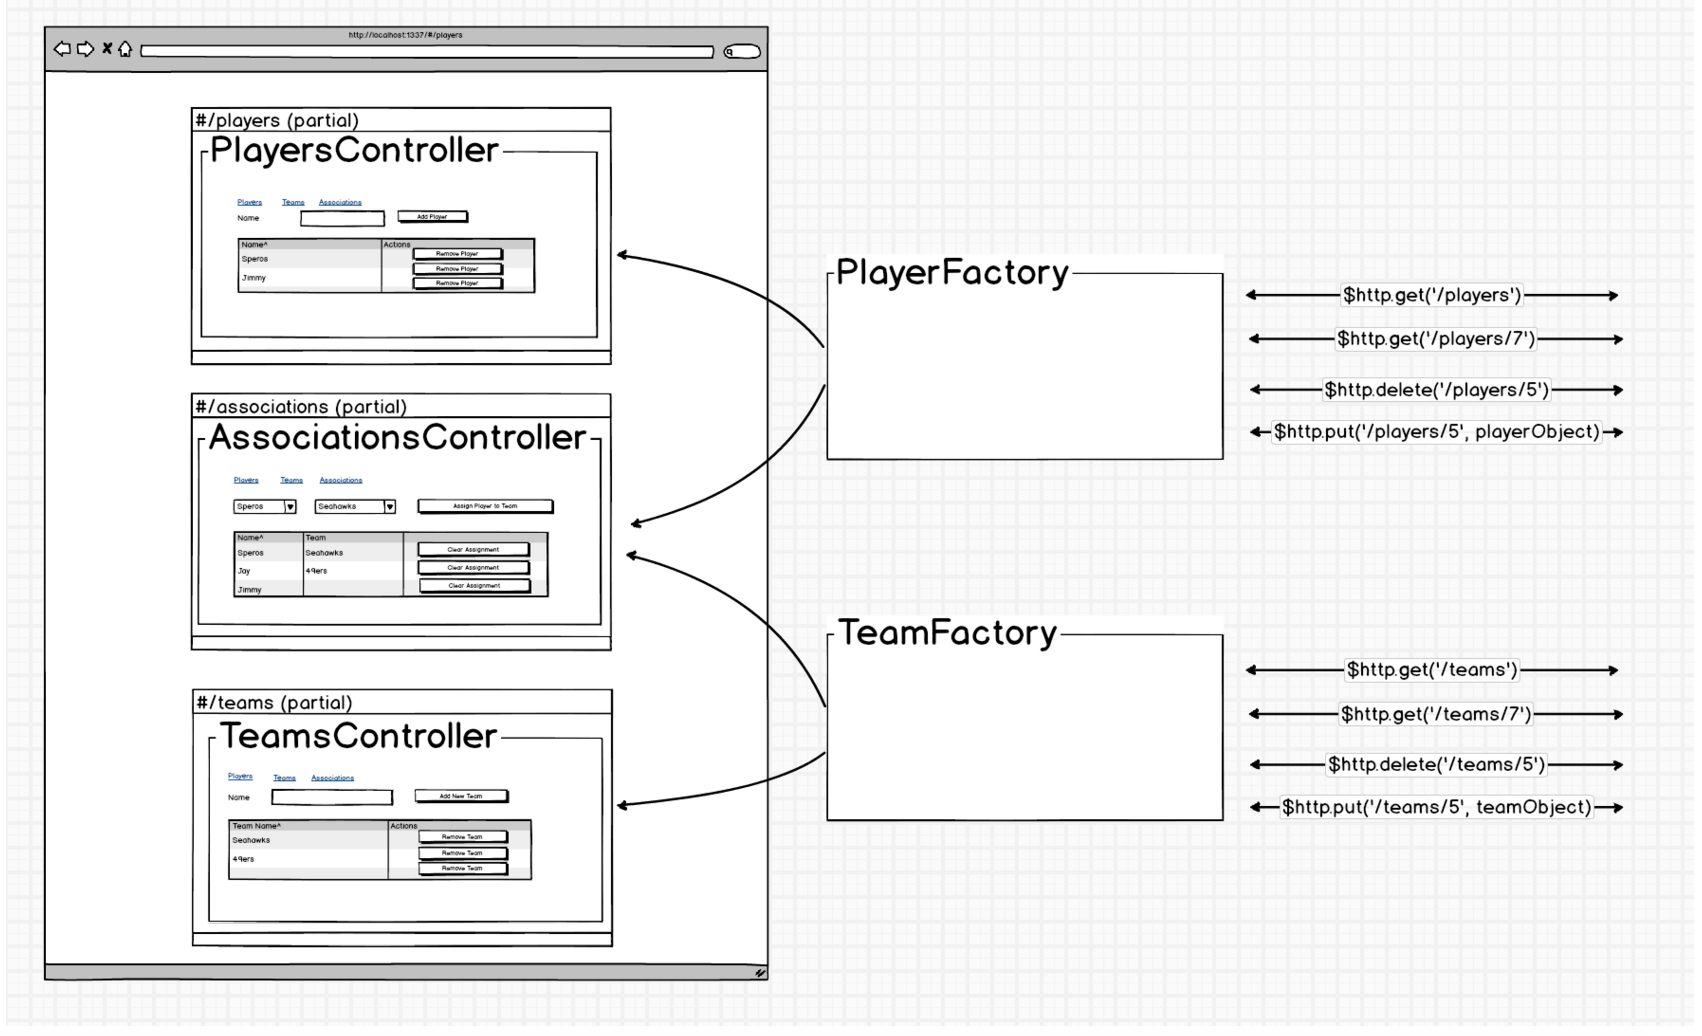 http://localhost:1337/#/players
#/players (partial)
PlayersController
Players Teams Associations
Name Add Player
Name^ Actions
Speros Remove Player
Remove Player
Jimmy
Remove Player
#/associations (partial)
AssociationsController
Players Teams Associations
Speros Seahawks Assign Player to Team
Name^ Team
Speros Seahawks Clear Assignment
Jay 49ers Clear Assignment
Jimmy Clear Assignment
#/teams (partial)
TeamsController
Players Teams Associations
Name Add New Team
Team Name^ Actions
Seahawks Remove Team
49ers Remove Team
Remove Team
PlayerFactory
$http.get('/players')
$http.get('/players/7')
$http.delete('/players/5')
$http.put('/players/5', playerObject)
TeamFactory
$http.get('/teams')
$http.get('/teams/7')
$http.delete('/teams/5')
$http.put('/teams/5', teamObject)